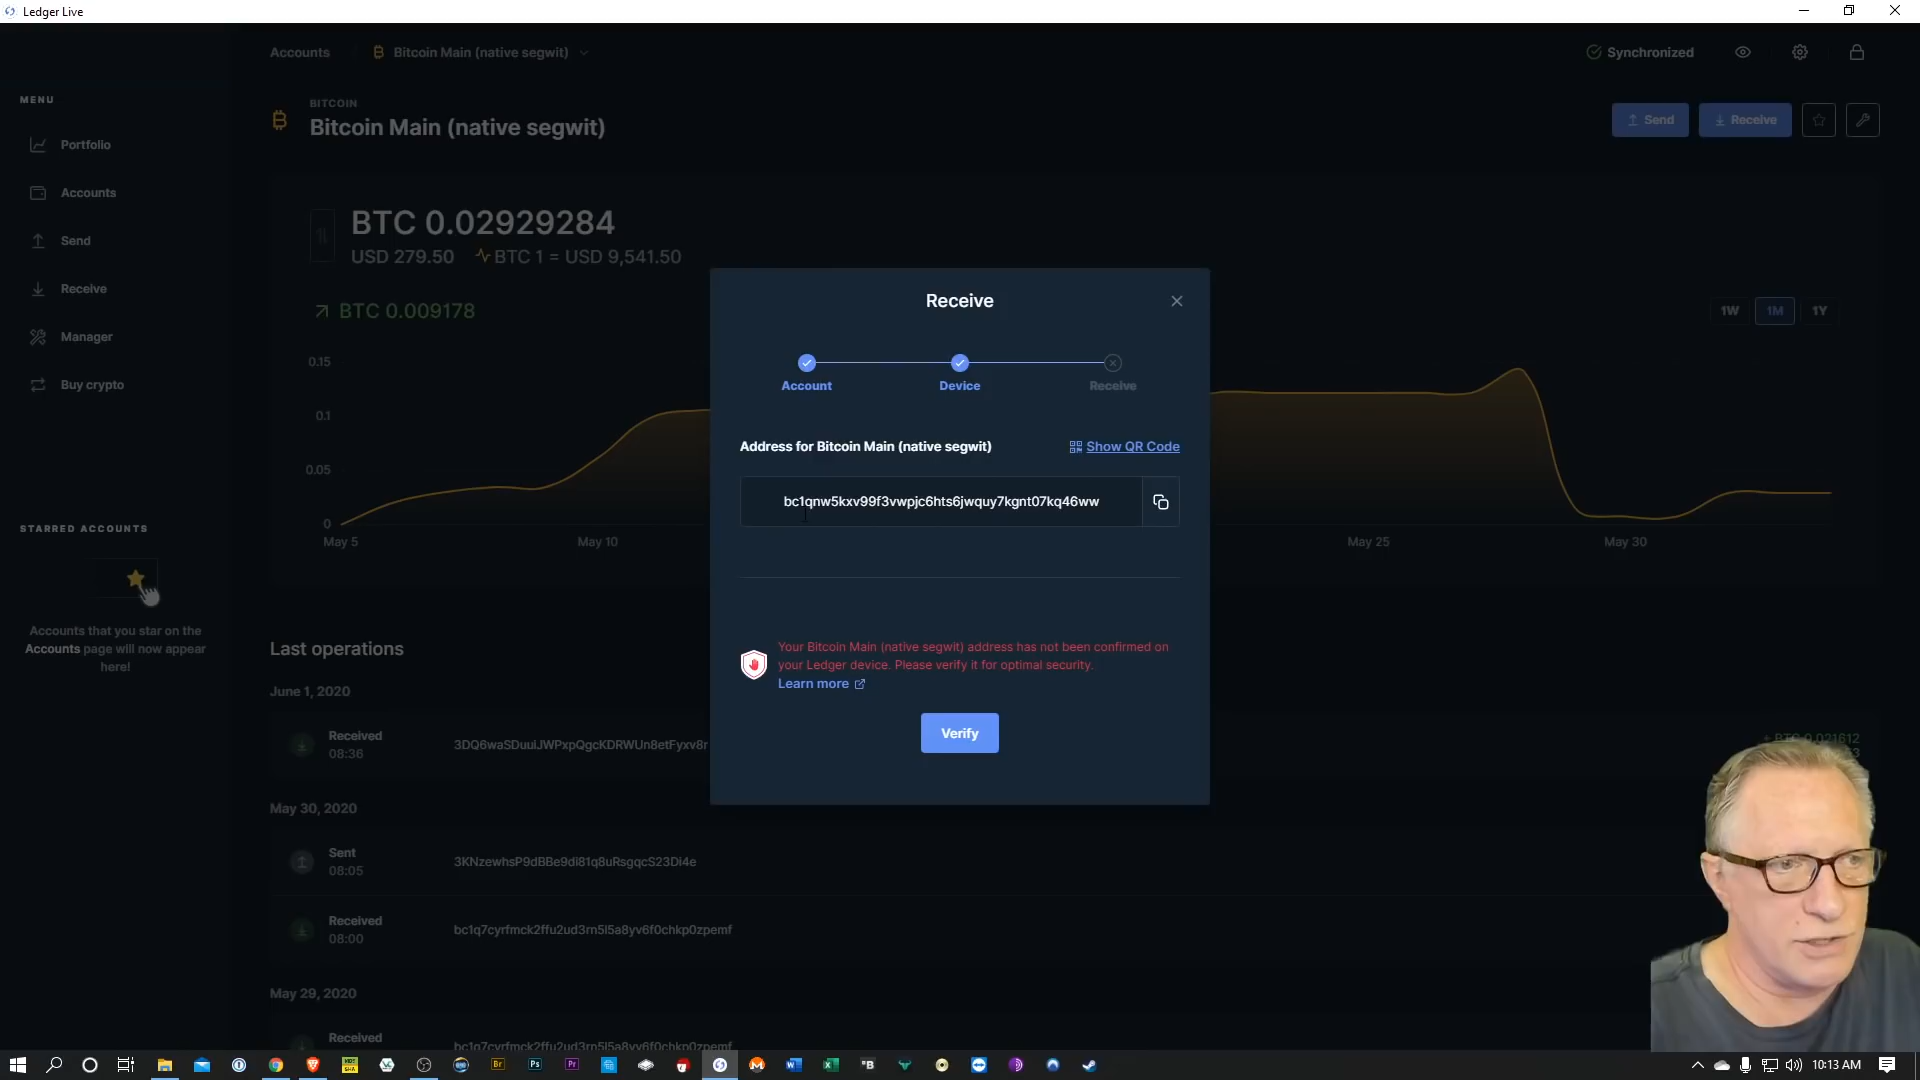 Ledger Live
Accounts
Bitcoin Main (native segwit)
Synchronized
MENU
BITCOIN
Bitcoin Main (native segwit)
Send
Receive
Portfolio
Accounts
Send
Receive
Manager
Buy crypto
BTC 0.02929284
USD 279.50
BTC 1 = USD 9,541.50
BTC 0.009178
1W
1M
1Y
0.15
0.1
0.05
0
May 5
May 10
May 25
May 30
Receive
Account
Device
Receive
Address for Bitcoin Main (native segwit)
Show QR Code
bc1qnw5kxv99f3vwpjc6hts6jwquy7kgnt07kq46ww
Your Bitcoin Main (native segwit) address has not been confirmed on
your Ledger device. Please verify it for optimal security.
Learn more
Verify
STARRED ACCOUNTS
Accounts that you star on the
Accounts page will now appear
here!
Last operations
June 1, 2020
Received
08:36
May 30, 2020
Sent
08:05
Received
08:00
bc1q7cyrfmck2ffu2ud3rn5l5a8yv6f0chkp0zpemf
May 29, 2020
Received
10:13 AM